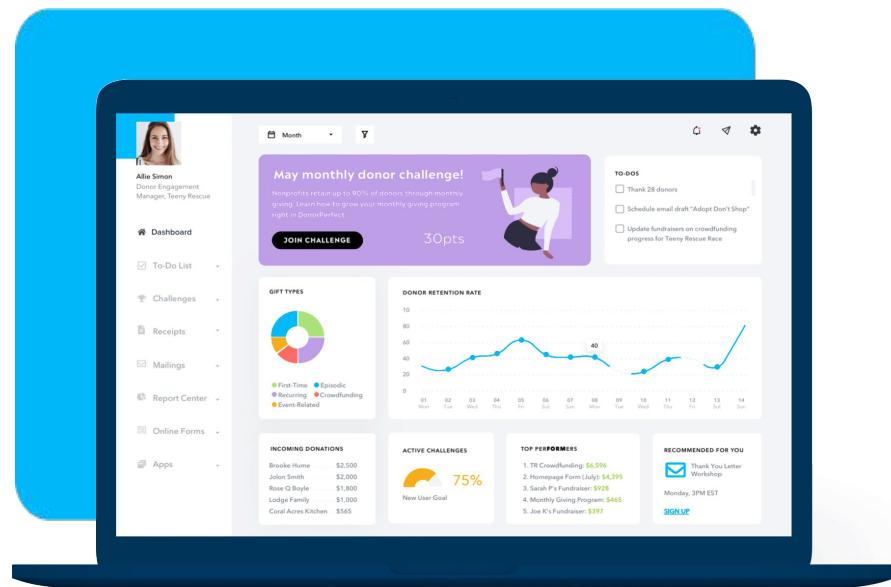 Month
Allie Simon
Donor Engagement
Manager, Teeny Rescue
Dashboard
To-Do List
Challenges
Receipts
Mailings
Report Center
Online Forms
Apps
May monthly donor challenge!
Nonprofits retain up to 90% of donors through monthly
giving. Learn how to grow your monthly giving program
right in DonorPerfect
JOIN CHALLENGE
30pts
TO-DOS
Thank 28 donors
Schedule email draft "Adopt Don't Shop"
Update fundraisers on crowdfunding
progress for Teeny Rescue Race
GIFT TYPES
First-Time Episodic
Recurring Crowdfunding
Event-Related
DONOR RETENTION RATE
10
80
60
40
20
0
40
01 02 03 04 05 06 07 08 09 10 11 12 13 14
Mon Tue Wed Thu Fri Sat Sun Mon Tue Wed Thu Fri Sat Sun
INCOMING DONATIONS
Brooke Hume $2,500
Jolon Smith $2,000
Rose Q Boyle $1,800
Lodge Family $1,000
Coral Acres Kitchen $565
ACTIVE CHALLENGES
75%
New User Goal
TOP PERFORMERS
1. TR Crowdfunding: $6,596
2. Homepage Form (July): $4,395
3. Sarah P's Fundraiser: $928
4. Monthly Giving Program: $465
5. Joe K's Fundraiser: $397
RECOMMENDED FOR YOU
Thank You Letter
Workshop
Monday, 3PM EST
SIGN UP